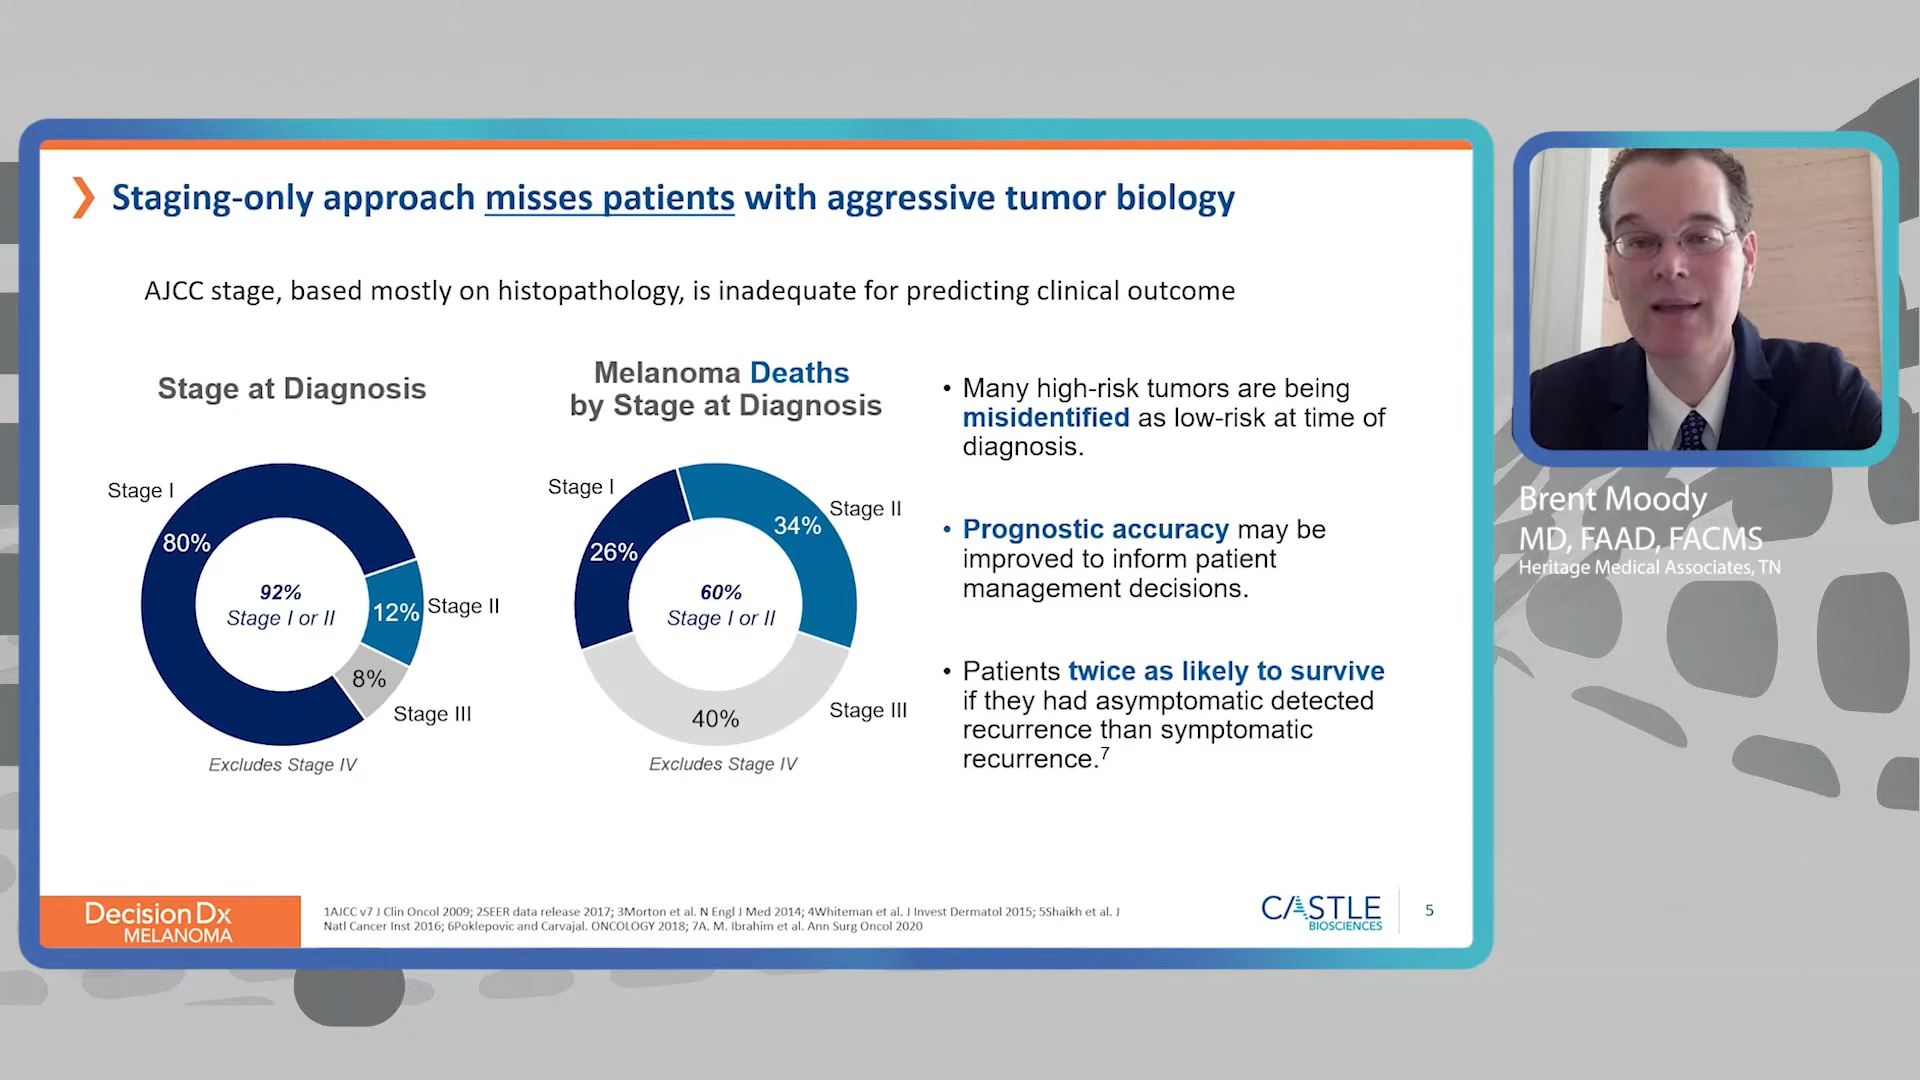 Staging-only approach misses patients with aggressive tumor biology
AJCC stage, based mostly on histopathology, is inadequate for predicting clinical outcome
Stage at Diagnosis
Stage I
80%
92%
Stage I or II
12%
Stage II
8%
Stage III
Excludes Stage IV
Melanoma Deaths
by Stage at Diagnosis
Stage I
26%
34%
Stage II
60%
Stage I or II
40%
Stage III
Excludes Stage IV
• Many high-risk tumors are being
misidentified as low-risk at time of
diagnosis.
• Prognostic accuracy may be
improved to inform patient
management decisions.
• Patients twice as likely to survive
if they had asymptomatic detected
recurrence than symptomatic
recurrence.7
DecisionDx
MELANOMA
1AJCC v7 J Clin Oncol 2009; 2SEER data release 2017; 3Morton et al. N Engl J Med 2014; 4Whiteman et al. J Invest Dermatol 2015; 5Shaikh et al. J
Natl Cancer Inst 2016; 6Poklepovic and Carvajal. ONCOLOGY 2018; 7A. M. Ibrahim et al. Ann Surg Oncol 2020
CASTLE
BIOSCIENCES
5
Brent Moody
MD, FAAD, FACMS
Heritage Medical Associates, TN